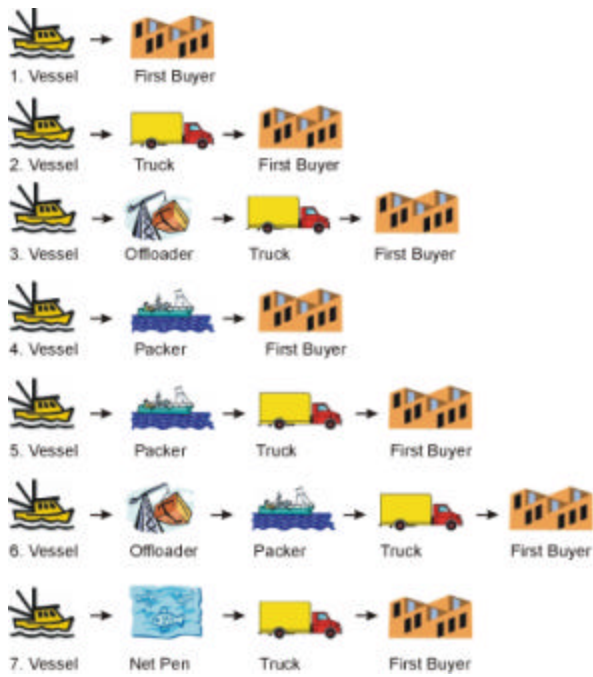 1. Vessel First Buyer
2. Vessel Truck First Buyer
3. Vessel Offloader Truck First Buyer
4. Vessel Packer First Buyer
5. Vessel Packer Truck First Buyer
6. Vessel Offloader Packer Truck First Buyer
7. Vessel Net Pen Truck First Buyer